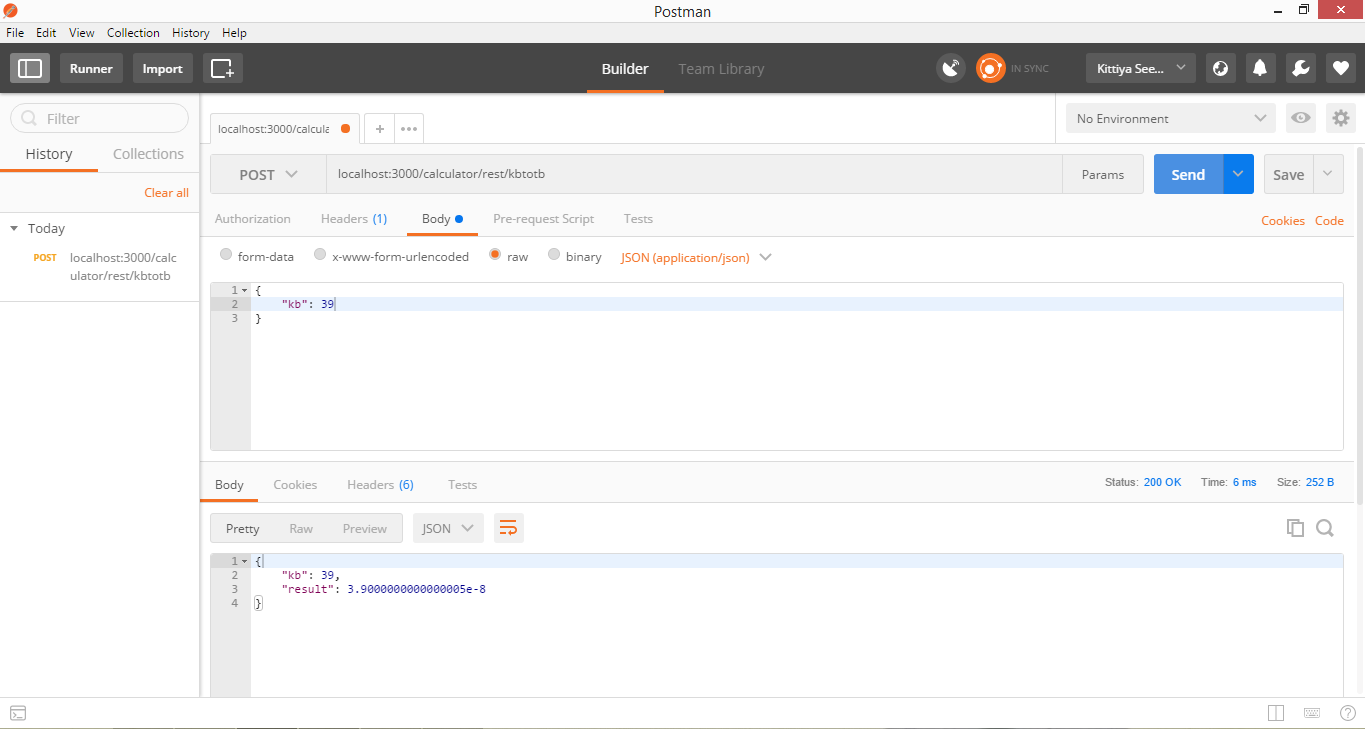 Postman
File Edit View Collection History Help
Runner Import Builder Team Library IN SYNC Kittiya See...
Filter
History Collections
Clear all
Today
POST localhost:3000/calc
ulator/rest/kbtotb
localhost:3000/calcula + ••• No Environment
POST localhost:3000/calculator/rest/kbtotb Params Send Save
Authorization Headers (1) Body Pre-request Script Tests Cookies Code
form-data x-www-form-urlencoded raw binary JSON (application/json)
1 {
2 "kb": 39
3 }
Body Cookies Headers (6) Tests Status: 200 OK Time: 6 ms Size: 252 B
Pretty Raw Preview JSON
1 {
2 "kb": 39,
3 "result": 3.9000000000000005e-8
4 }